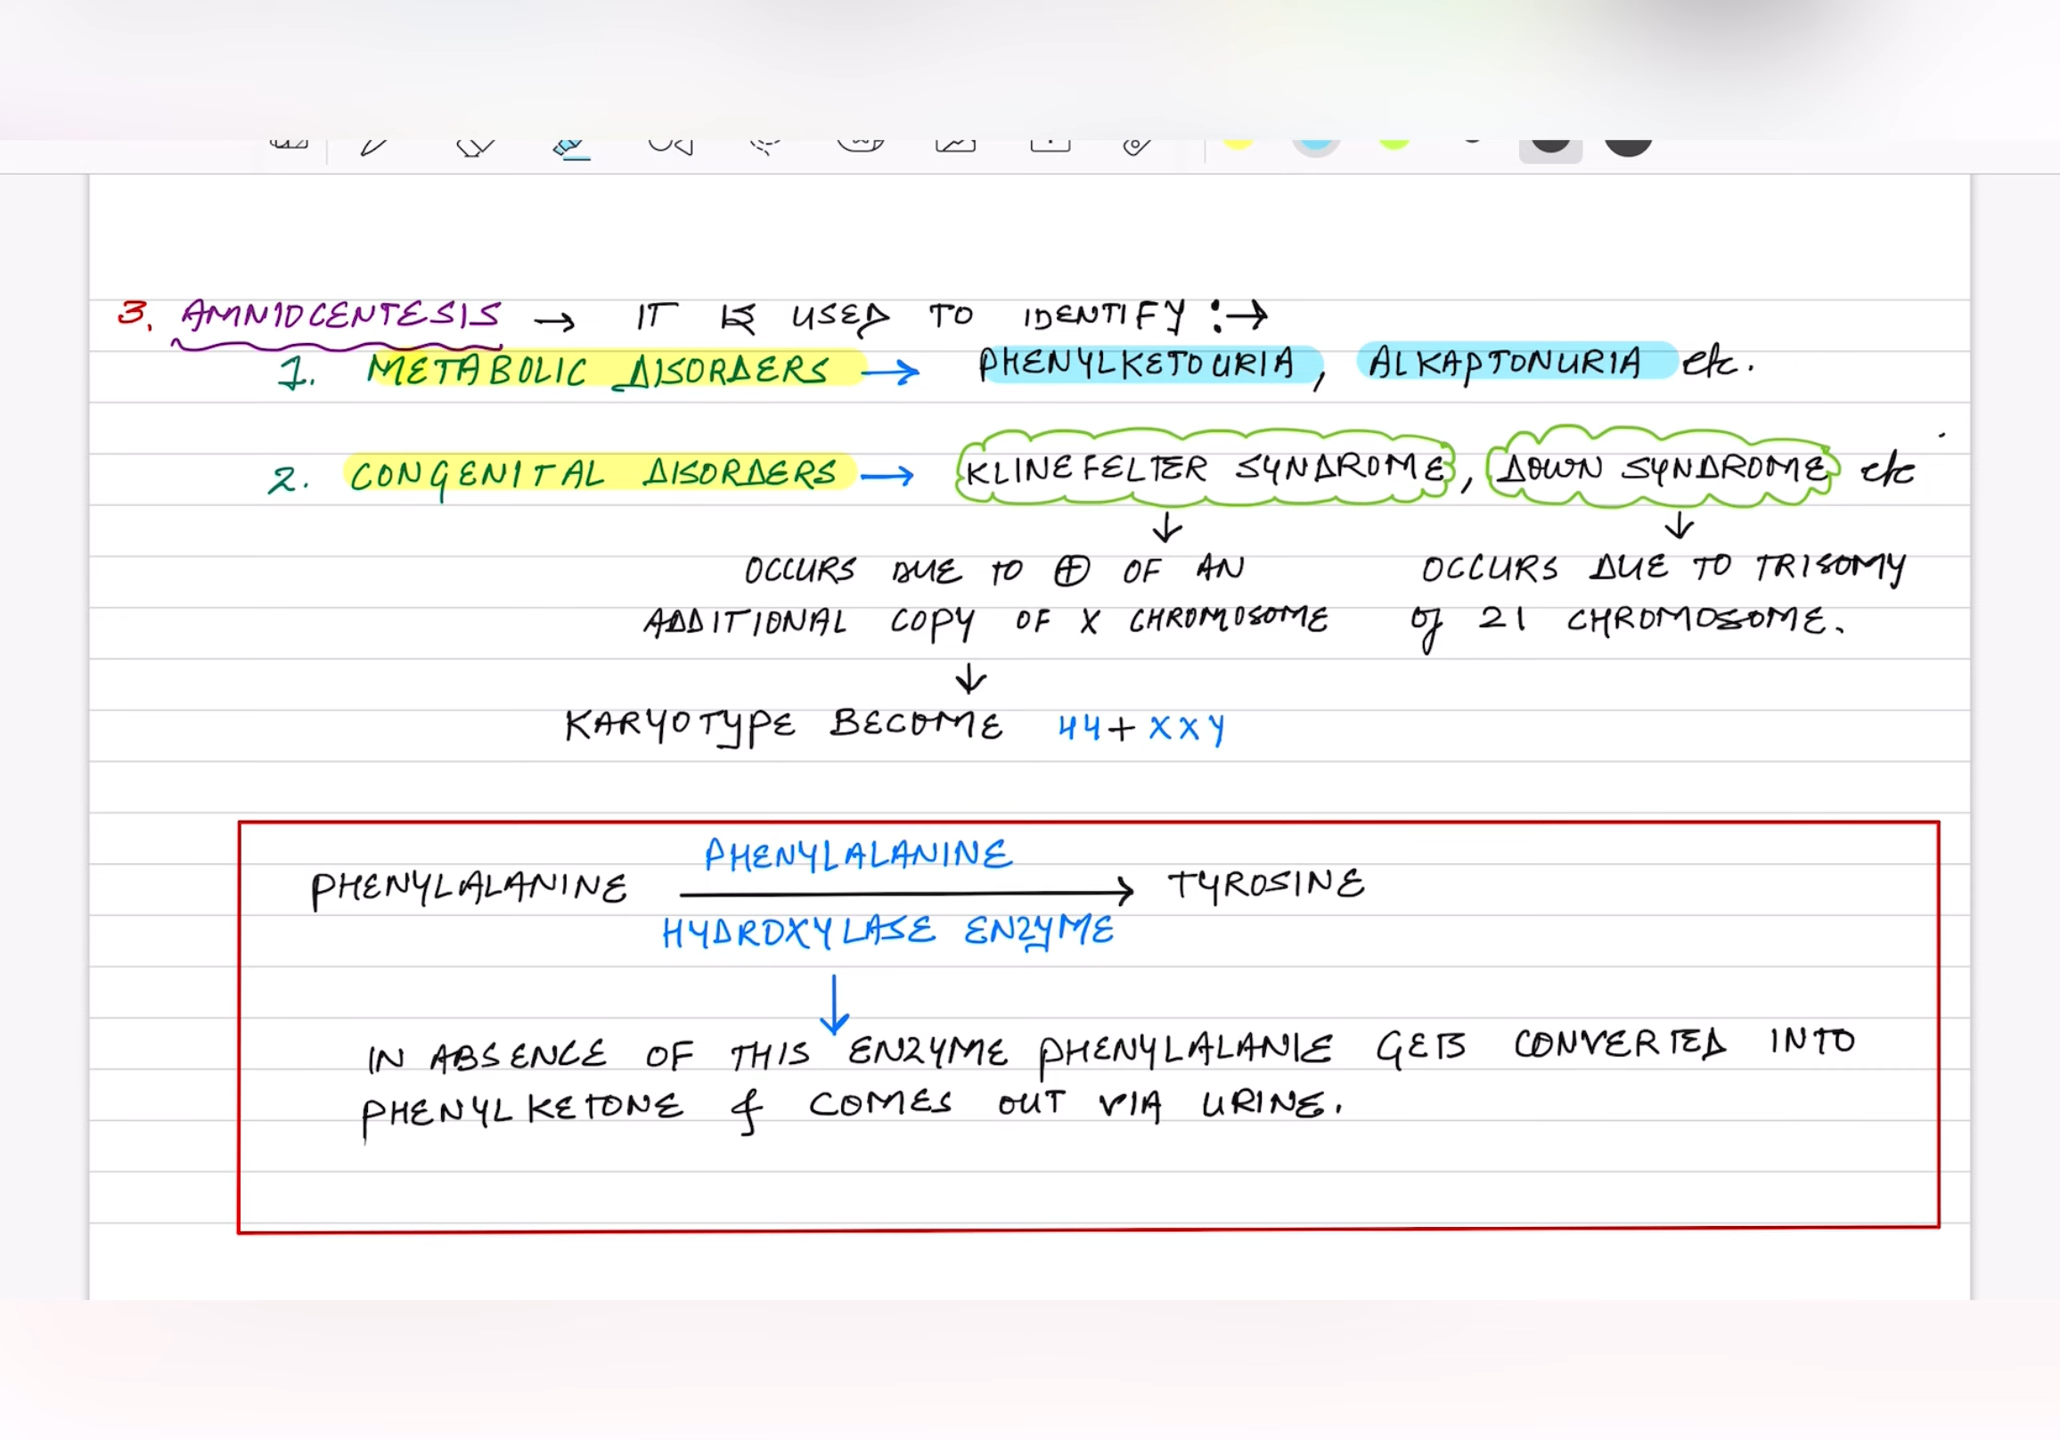 3. AMNIOCENTESIS → IT IS USED TO IDENTIFY :→
1. METABOLIC DISORDERS → PHENYLKETOURIA, ALKAPTONURIA etc.
2. CONGENITAL DISORDERS → KLINEFELTER SYNDROME, DOWN SYNDROME etc
↓ ↓
OCCURS DUE TO ⊕ OF AN OCCURS DUE TO TRISOMY
ADDITIONAL COPY OF X CHROMOSOME of 21 CHROMOSOME.
↓
KARYOTYPE BECOME 44+XXY
PHENYLALANINE
PHENYLALANINE → TYROSINE
HYDROXYLASE ENZYME
↓
IN ABSENCE OF THIS ENZYME PHENYLALANIE GETS CONVERTED INTO
PHENYLKETONE & COMES OUT VIA URINE.